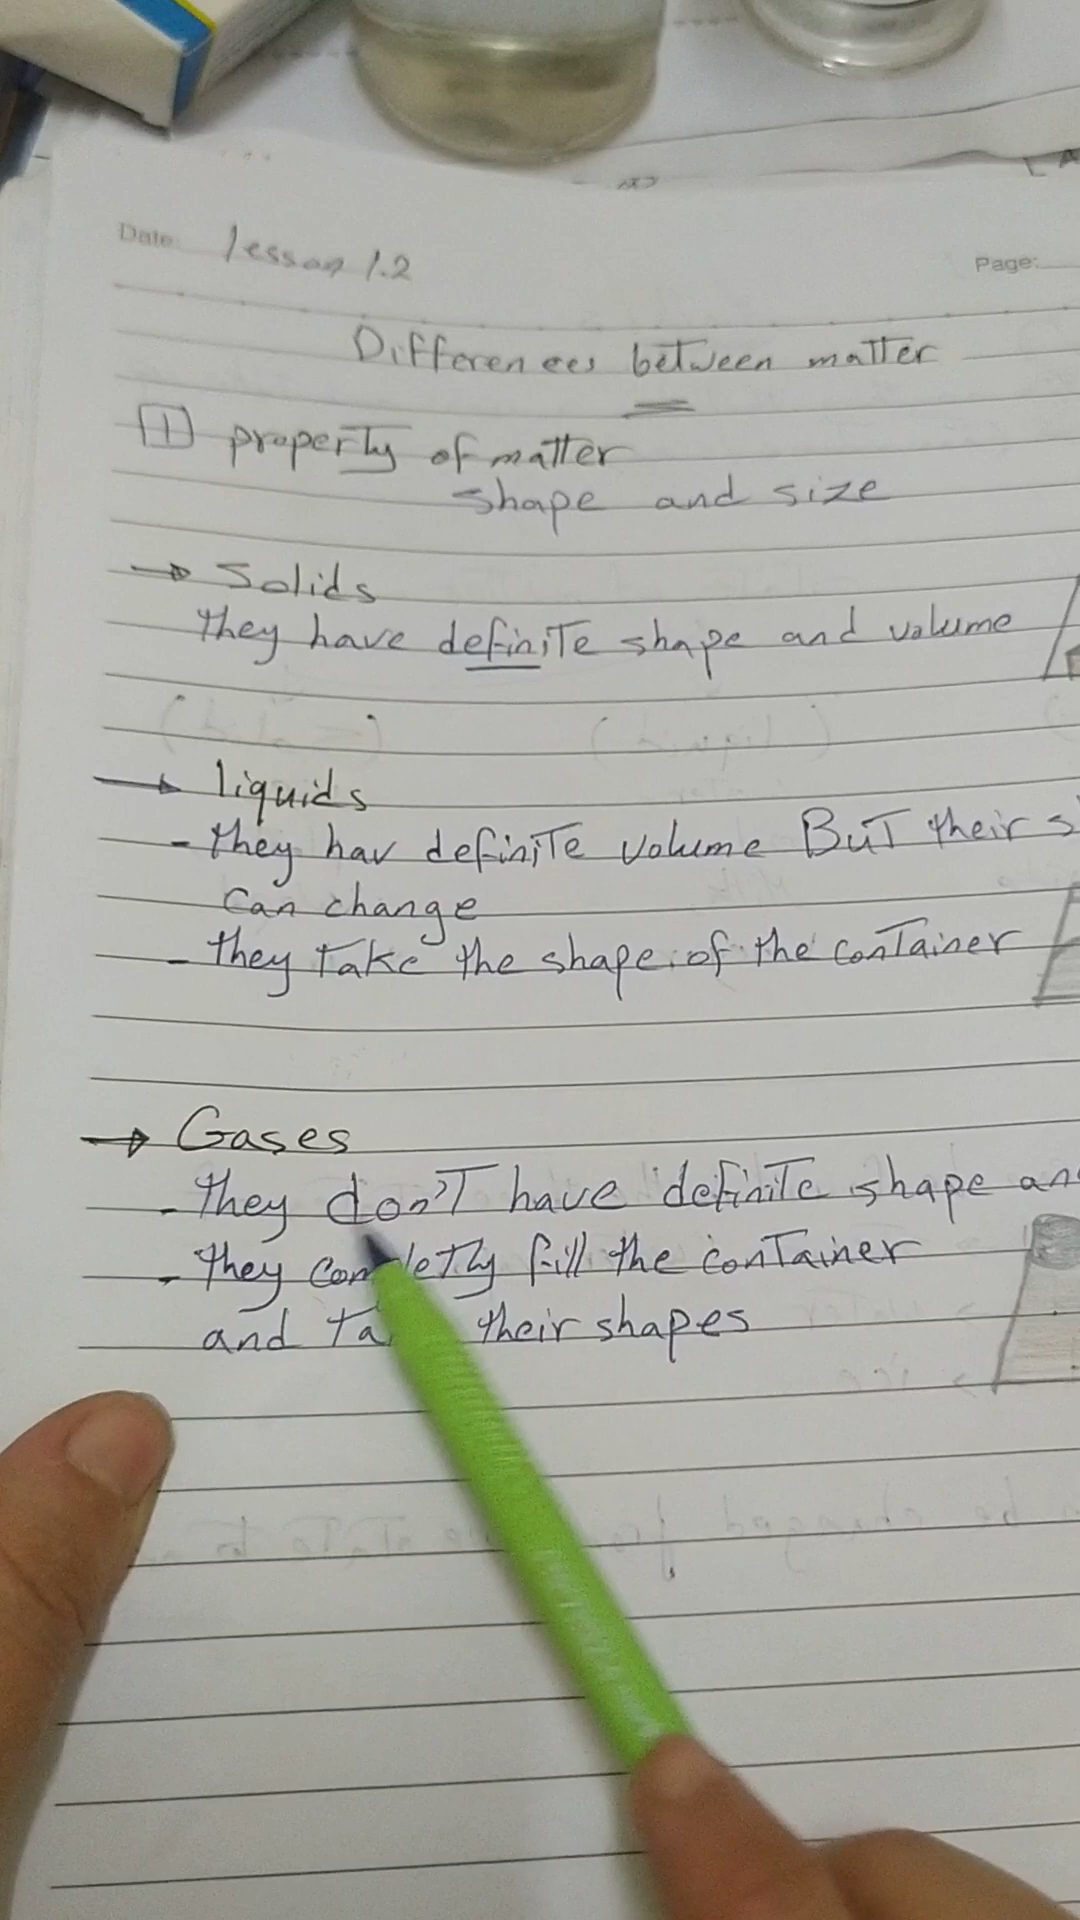 Date: lesson 1.2
Page:
Differences between matter
1 property of matter
shape and size
→ Solids
they have definite shape and volume
→ liquids
- they hav definite volume BuT their
can change
- they take the shape of the container
→ Gases
- they don't have definite shape
- they fill the container
and their shapes